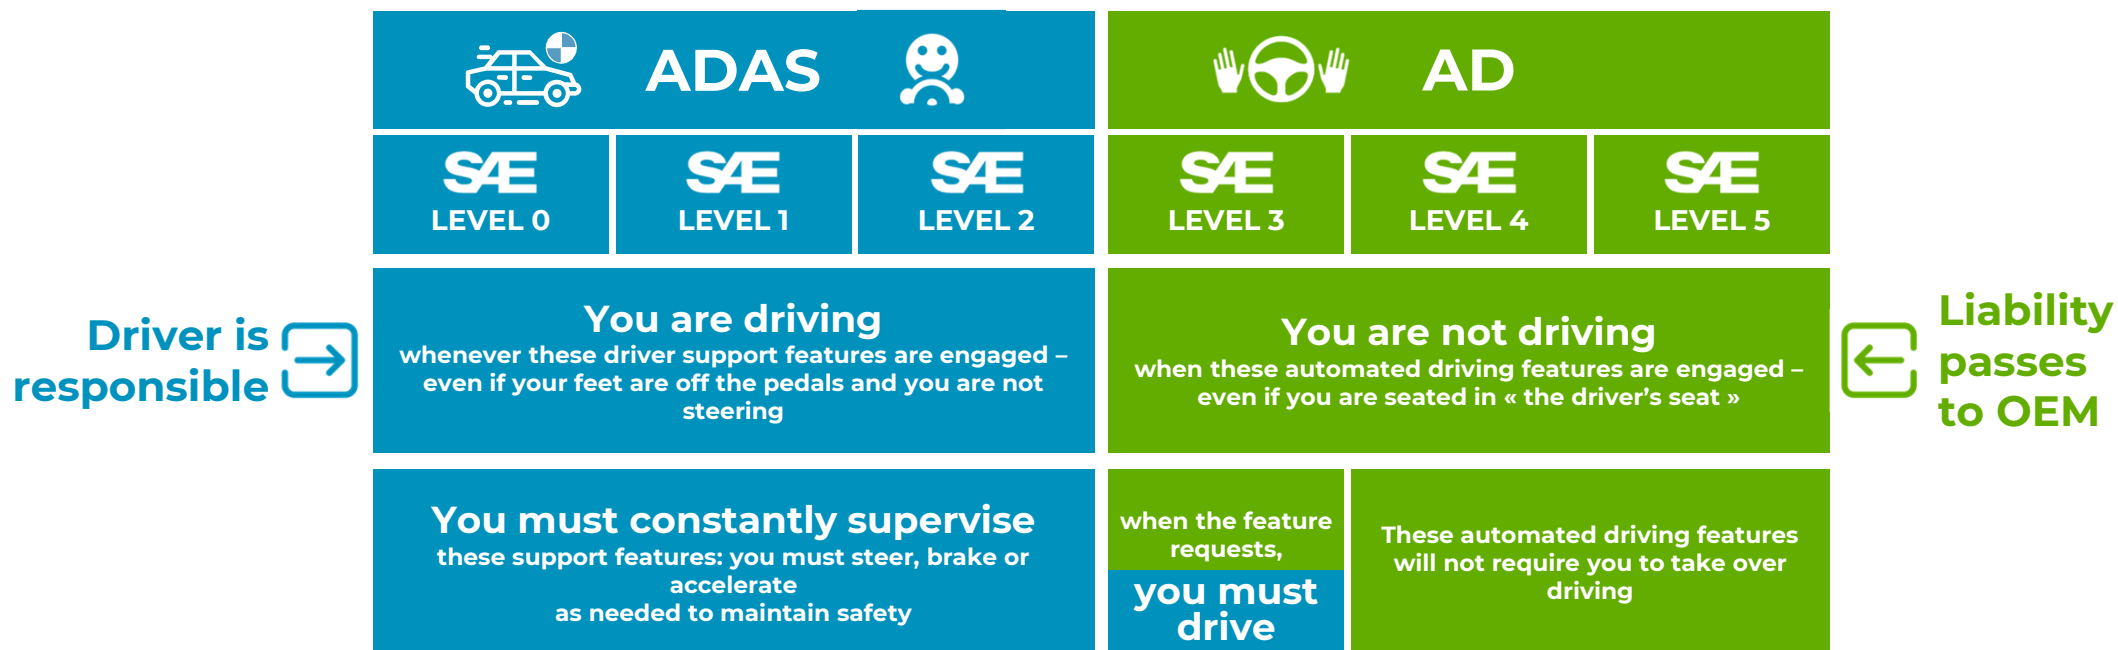 ADAS
AD
SAE
LEVEL 0
SAE
LEVEL 1
SAE
LEVEL 2
SAE
LEVEL 3
SAE
LEVEL 4
SAE
LEVEL 5
Driver is
responsible
You are driving
whenever these driver support features are engaged –
even if your feet are off the pedals and you are not
steering
You are not driving
when these automated driving features are engaged –
even if you are seated in « the driver’s seat »
Liability
passes
to OEM
You must constantly supervise
these support features: you must steer, brake or
accelerate
as needed to maintain safety
when the feature
requests,
you must
drive
These automated driving features
will not require you to take over
driving